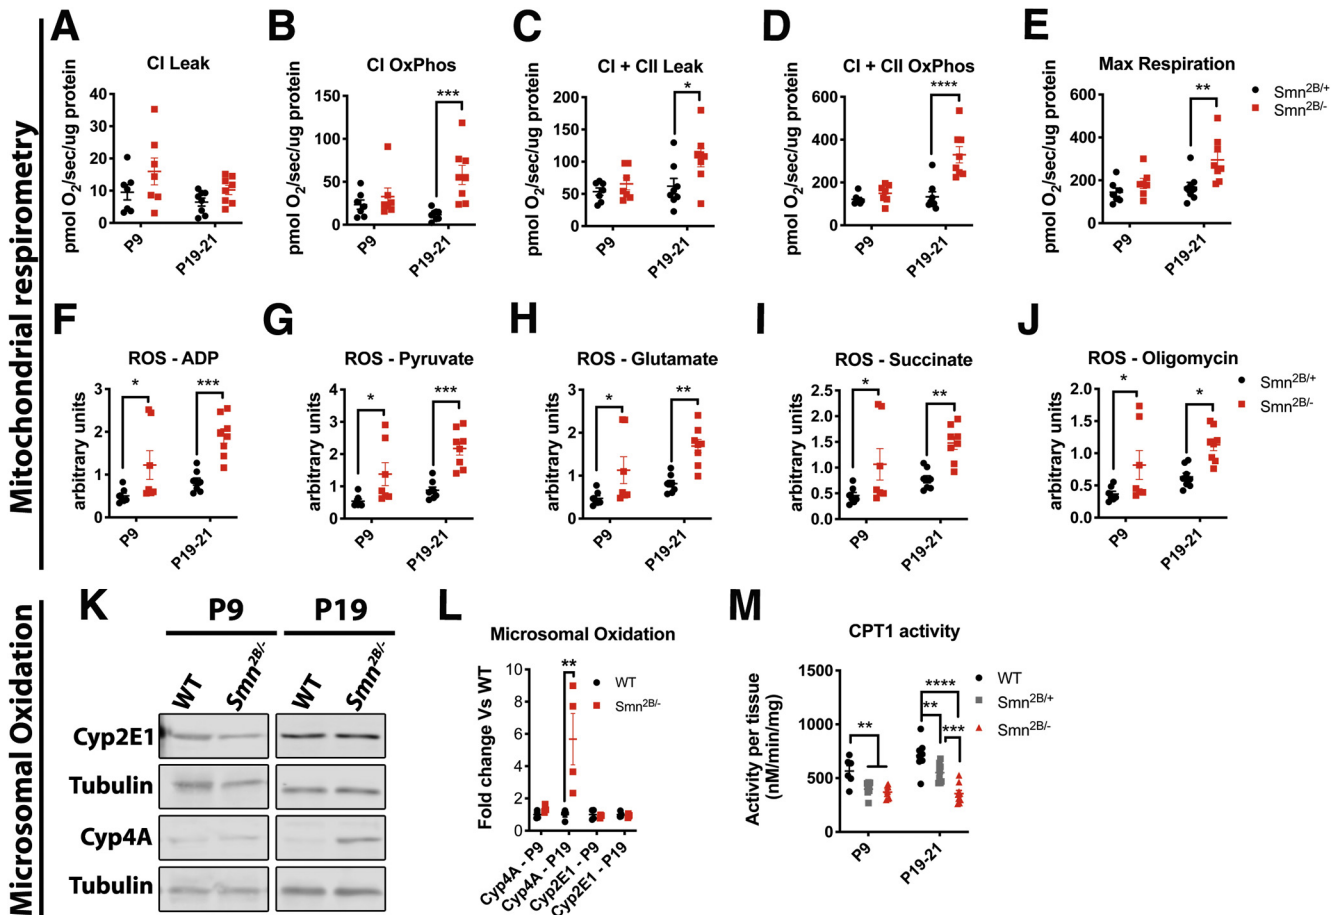 Mitochondrial respirometry
A
CI Leak
pmol O2/sec/ug protein
40
30
20
10
0
P9
P19-21
B
CI OxPhos
pmol O2/sec/ug protein
150
100
50
0
***
P9
P19-21
C
CI + CII Leak
pmol O2/sec/ug protein
200
150
100
50
0
*
P9
P19-21
D
CI + CII OxPhos
pmol O2/sec/ug protein
600
400
200
0
****
P9
P19-21
E
Max Respiration
pmol O2/sec/ug protein
600
400
200
0
**
P9
P19-21
Smn2B/+
Smn2B/-
F
ROS - ADP
arbitrary units
3
2
1
0
*
***
P9
P19-21
G
ROS - Pyruvate
arbitrary units
4
3
2
1
0
*
***
P9
P19-21
H
ROS - Glutamate
arbitrary units
3
2
1
0
*
**
P9
P19-21
I
ROS - Succinate
arbitrary units
2.5
2.0
1.5
1.0
0.5
0.0
*
**
P9
P19-21
J
ROS - Oligomycin
arbitrary units
2.0
1.5
1.0
0.5
0.0
*
*
P9
P19-21
Smn2B/+
Smn2B/-
Microsomal Oxidation
K
P9
P19
WT
Smn2B/-
WT
Smn2B/-
Cyp2E1
Tubulin
Cyp4A
Tubulin
L
Microsomal Oxidation
Fold change Vs WT
10
8
6
4
2
0
**
WT
Smn2B/-
Cyp4A - P9
Cyp4A - P19
Cyp2E1 - P9
Cyp2E1 - P19
M
CPT1 activity
Activity per tissue
(nM/min/mg)
1500
1000
500
0
**
****
**
***
P9
P19-21
WT
Smn2B/+
Smn2B/-